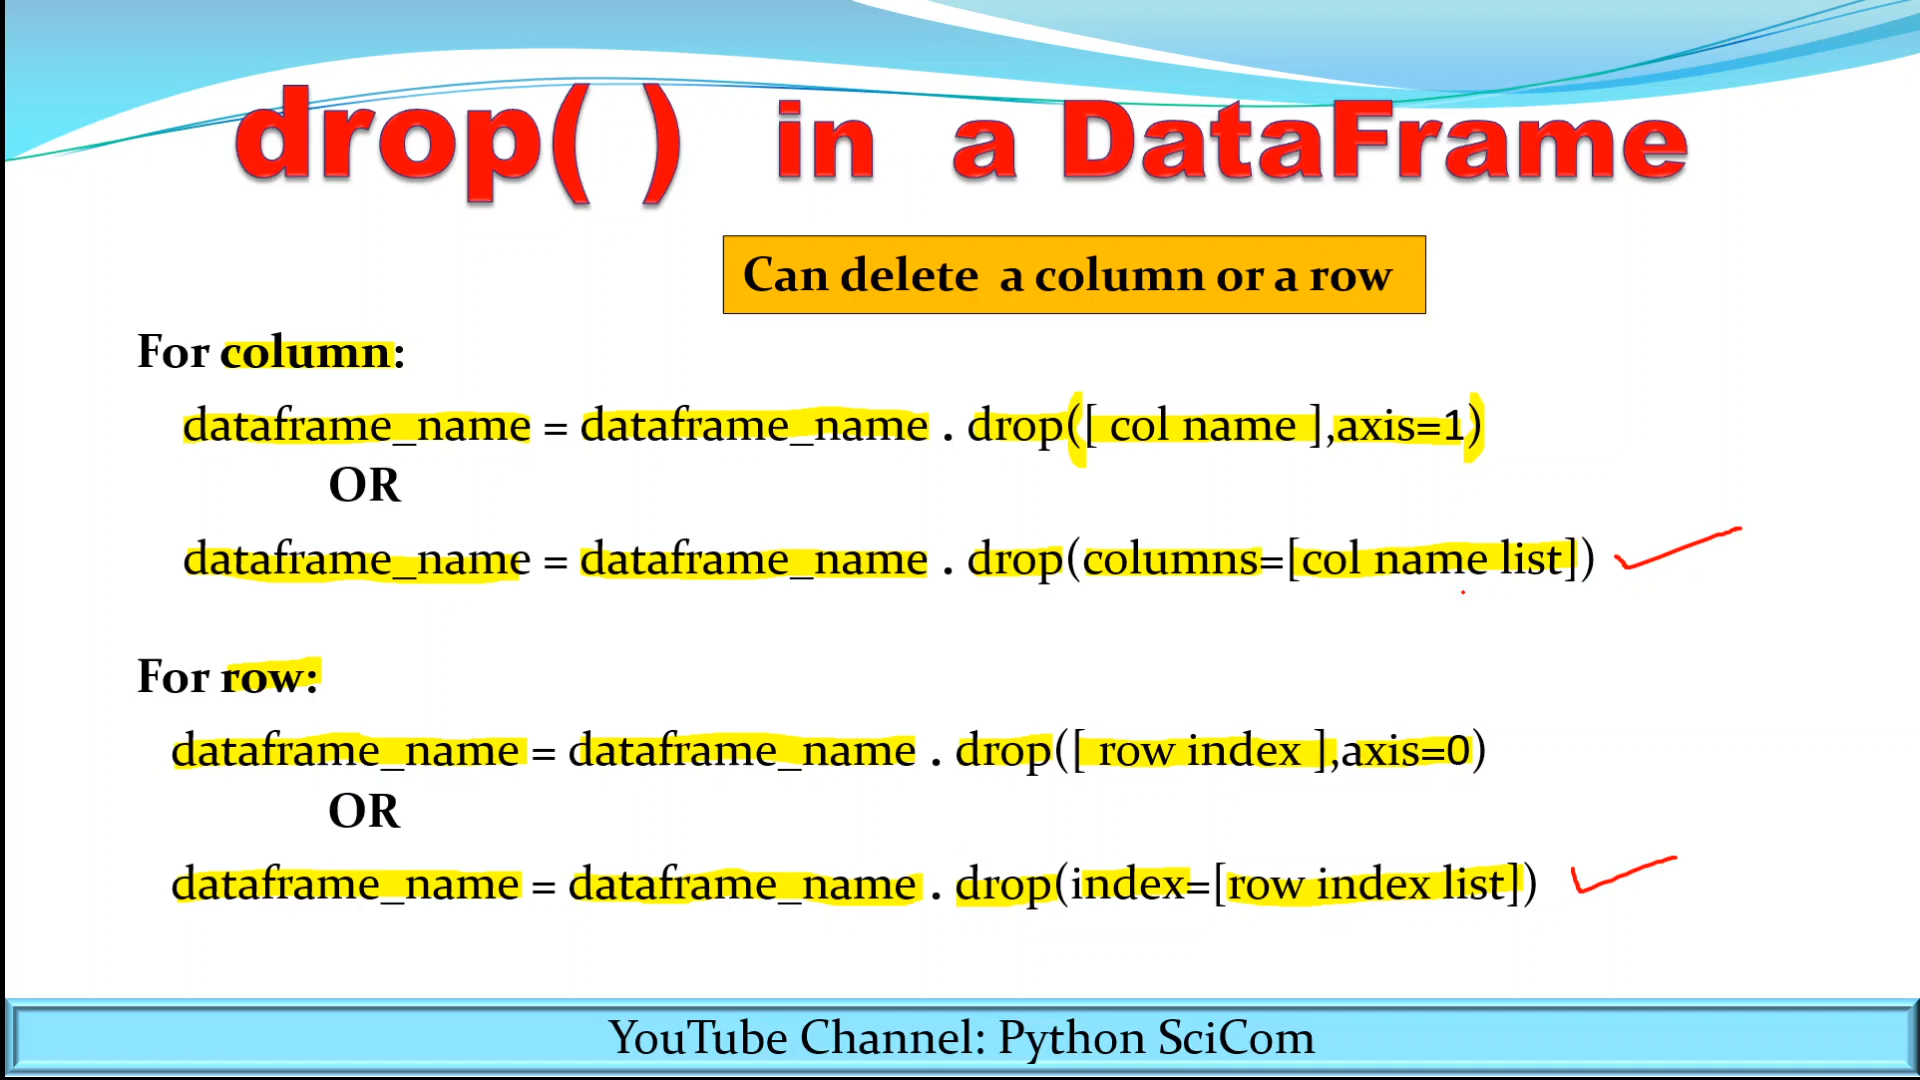 drop( ) in a DataFrame
Can delete a column or a row
For column:
dataframe_name = dataframe_name . drop([ col name ],axis=1)
OR
dataframe_name = dataframe_name . drop(columns=[col name list])
For row:
dataframe_name = dataframe_name . drop([ row index ],axis=0)
OR
dataframe_name = dataframe_name . drop(index=[row index list])
YouTube Channel: Python SciCom